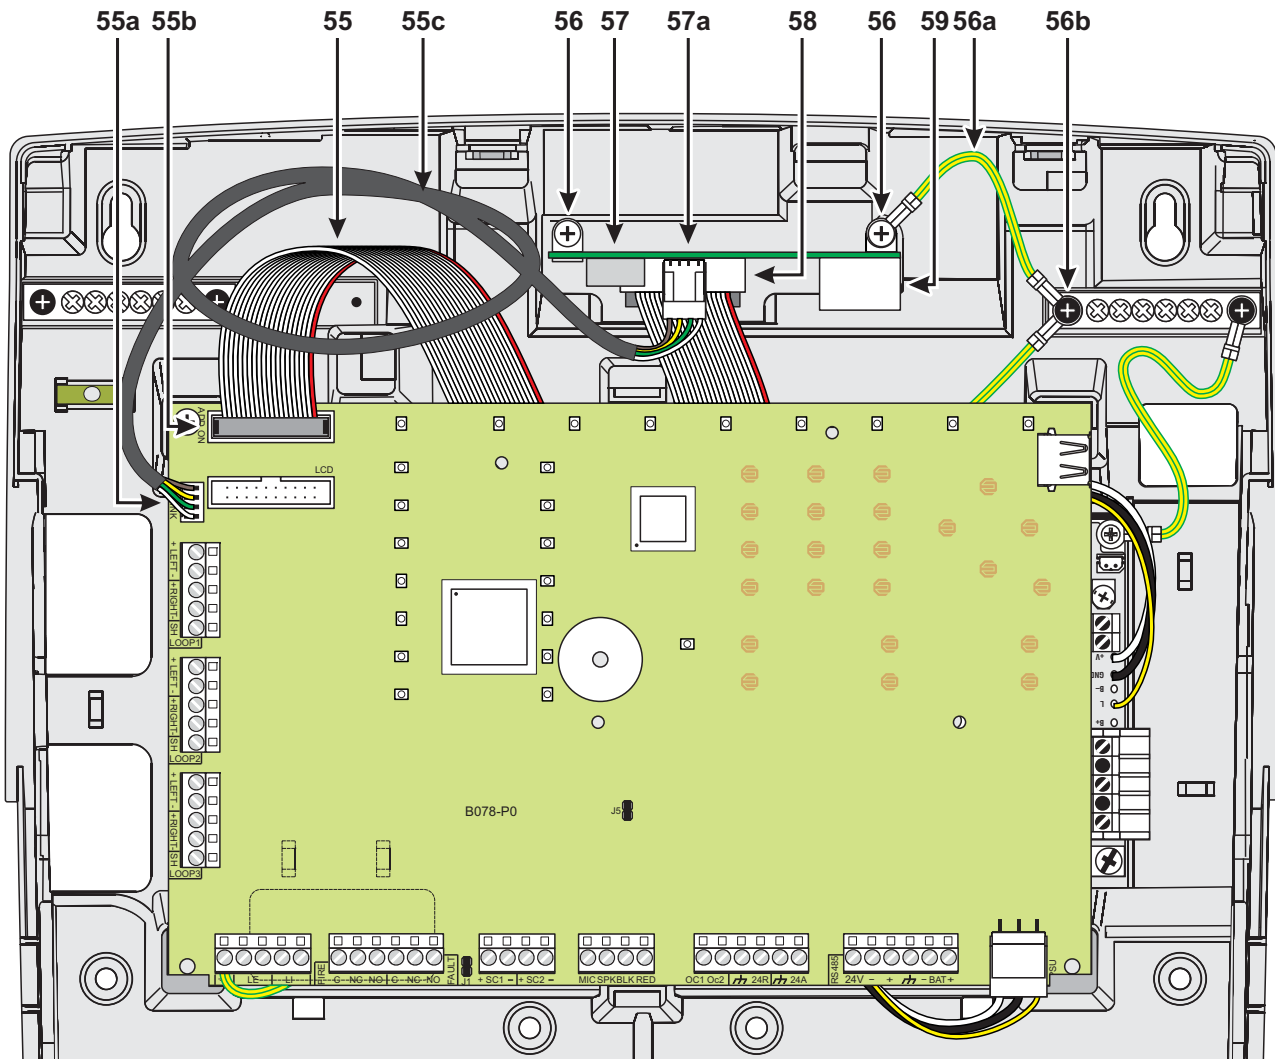 55a 55b 55 55c 56 57 57a 58 56 59 56a 56b
ADD ON
LCD
NK
+ LEFT - +RIGHT- SH
LOOP1
+ LEFT - +RIGHT- SH
LOOP2
+ LEFT - +RIGHT- SH
LOOP3
+V
GND
B-
L
B+
B078-P0
J5
LE LI
FIRE
C NC NO C NC NO
FAULT
J1
+ SC1 - + SC2 -
MIC SPK BLK RED
OC1 Oc2 24R 24A
RS485
24V - + - BAT +
PSU